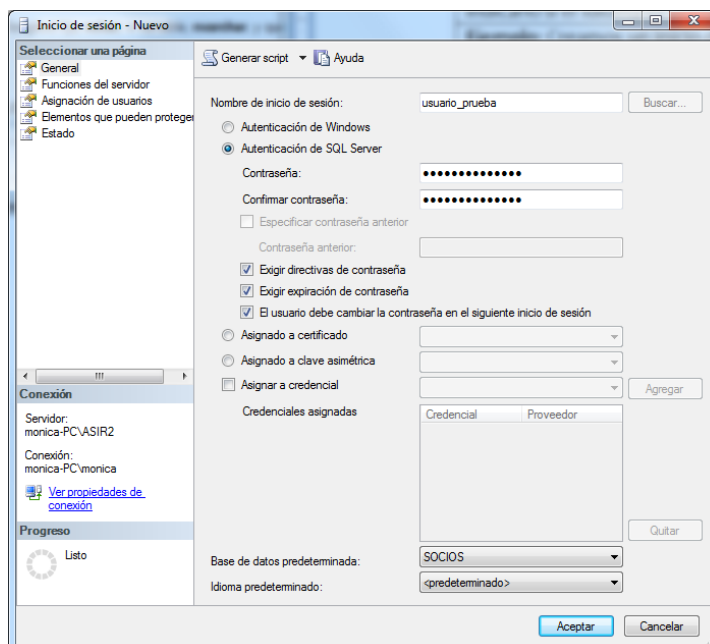 Inicio de sesión - Nuevo
Seleccionar una página
General
Funciones del servidor
Asignación de usuarios
Elementos que pueden proteger
Estado
Generar script
Ayuda
Nombre de inicio de sesión:
usuario_prueba
Buscar...
Autenticación de Windows
Autenticación de SQL Server
Contraseña:
●●●●●●●●●●●●●●
Confirmar contraseña:
●●●●●●●●●●●●●●
Especificar contraseña anterior
Contraseña anterior:
Exigir directivas de contraseña
Exigir expiración de contraseña
El usuario debe cambiar la contraseña en el siguiente inicio de sesión
Asignado a certificado
Asignado a clave asimétrica
Asignar a credencial
Agregar
Credenciales asignadas
Credencial Proveedor
Quitar
Base de datos predeterminada:
SOCIOS
Idioma predeterminado:
<predeterminado>
Conexión
Servidor:
monica-PC\ASIR2
Conexión:
monica-PC\monica
Ver propiedades de
conexión
Progreso
Listo
Aceptar
Cancelar